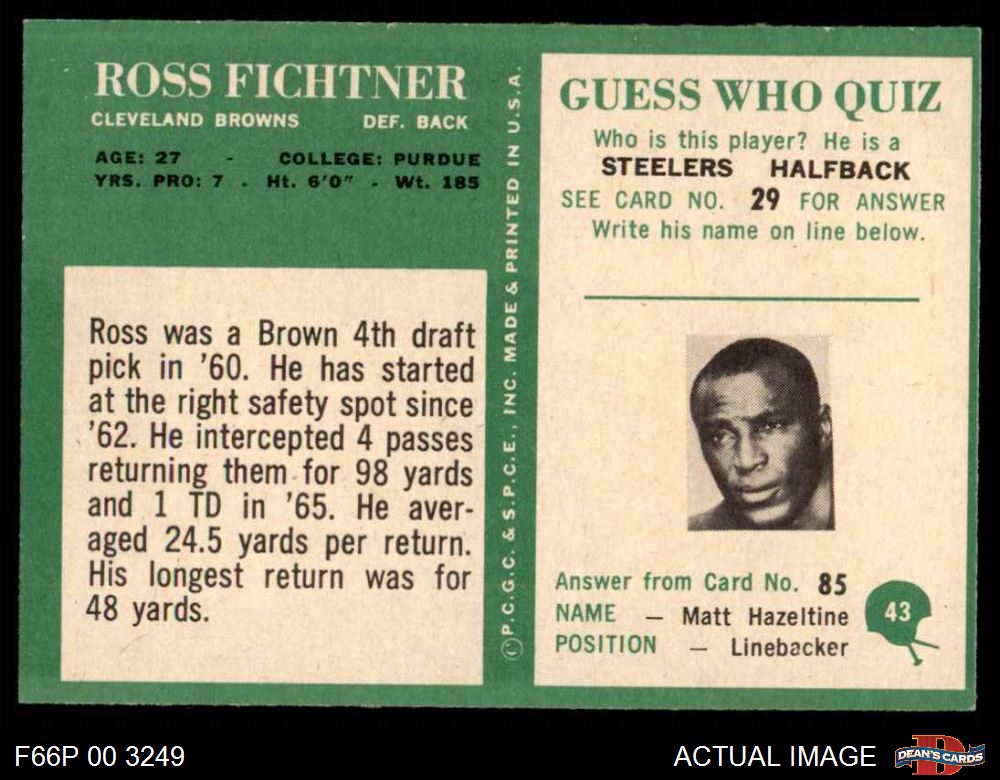 ROSS FICHTNER
CLEVELAND BROWNS DEF. BACK
AGE: 27 - COLLEGE: PURDUE
YRS. PRO: 7 - Ht. 6'0" - Wt. 185
Ross was a Brown 4th draft
pick in '60. He has started
at the right safety spot since
'62. He intercepted 4 passes
returning them for 98 yards
and 1 TD in '65. He aver-
aged 24.5 yards per return.
His longest return was for
48 yards.
© P.C.G.C. & S.P.C.E., INC. MADE & PRINTED IN U.S.A.
GUESS WHO QUIZ
Who is this player? He is a
STEELERS HALFBACK
SEE CARD NO. 29 FOR ANSWER
Write his name on line below.
Answer from Card No. 85
NAME — Matt Hazeltine
POSITION — Linebacker
43
F66P 00 3249
ACTUAL IMAGE
D
DEAN'S CARDS